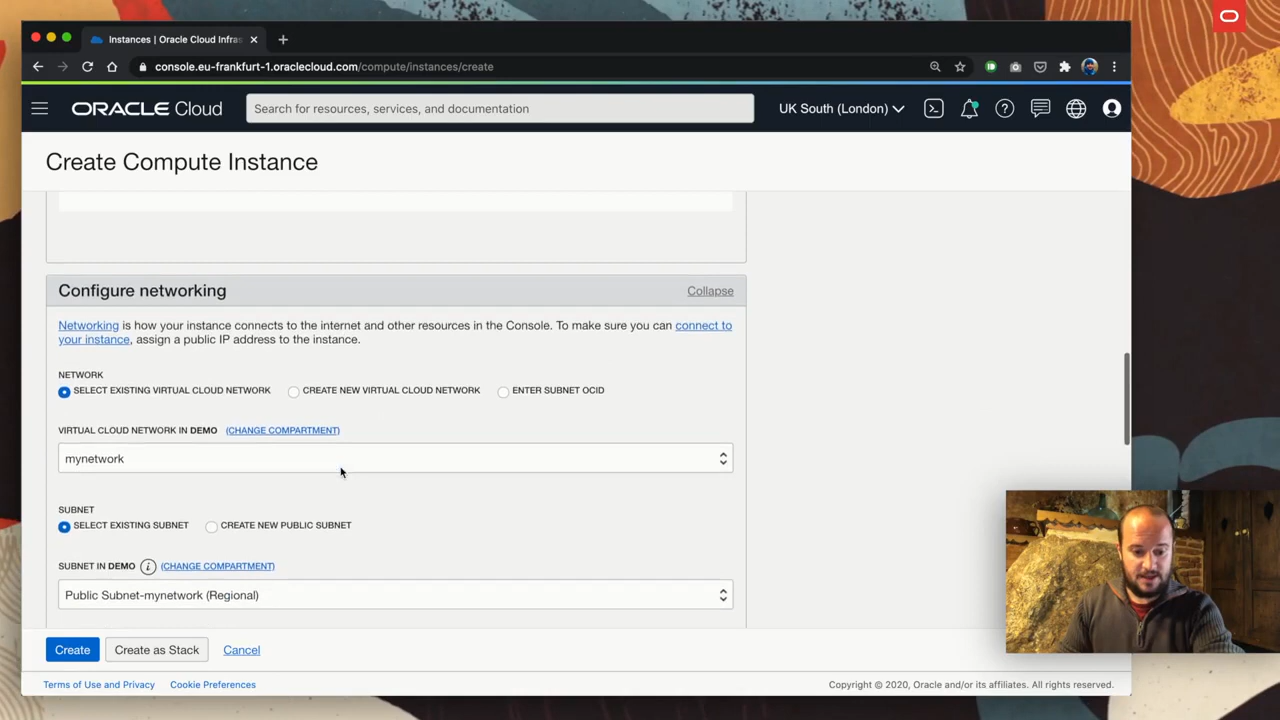 Instances | Oracle Cloud Infras
console.eu-frankfurt-1.oraclecloud.com/compute/instances/create
ORACLE Cloud
Search for resources, services, and documentation
UK South (London)
Create Compute Instance
Configure networking
Collapse
Networking is how your instance connects to the internet and other resources in the Console. To make sure you can connect to
your instance, assign a public IP address to the instance.
NETWORK
SELECT EXISTING VIRTUAL CLOUD NETWORK
CREATE NEW VIRTUAL CLOUD NETWORK
ENTER SUBNET OCID
VIRTUAL CLOUD NETWORK IN DEMO (CHANGE COMPARTMENT)
mynetwork
SUBNET
SELECT EXISTING SUBNET
CREATE NEW PUBLIC SUBNET
SUBNET IN DEMO i (CHANGE COMPARTMENT)
Public Subnet-mynetwork (Regional)
Create
Create as Stack
Cancel
Terms of Use and Privacy
Cookie Preferences
Copyright © 2020, Oracle and/or its affiliates. All rights reserved.